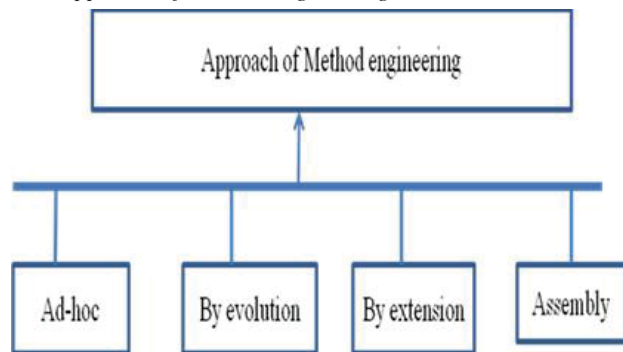 Approach of Method engineering
Ad-hoc
By evolution
By extension
Assembly